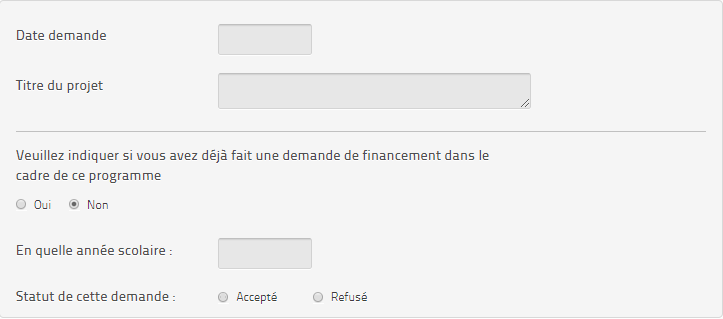 Date demande
Titre du projet
Veuillez indiquer si vous avez déjà fait une demande de financement dans le
cadre de ce programme
Oui Non
En quelle année scolaire :
Statut de cette demande : Accepté Refusé